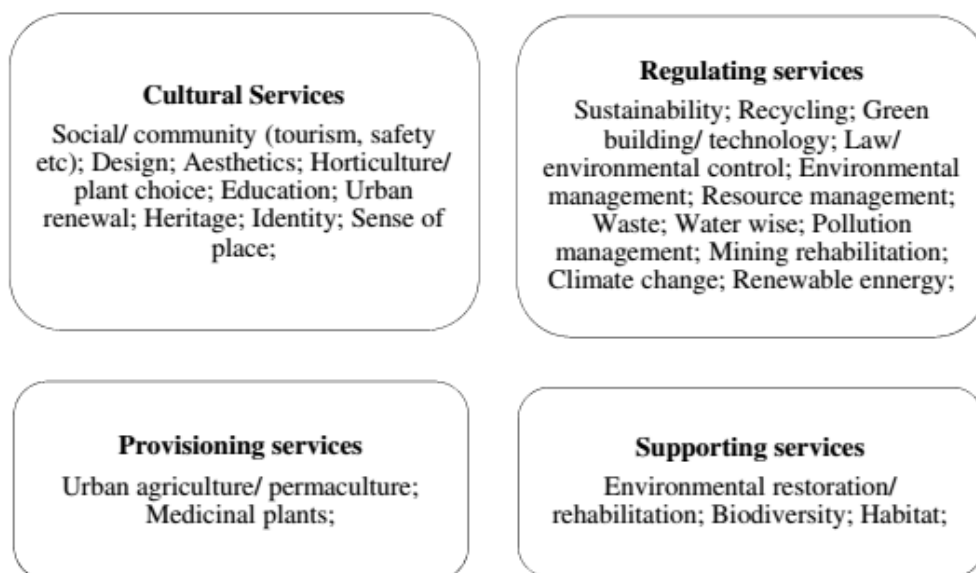 Cultural Services
Social/ community (tourism, safety
etc); Design; Aesthetics; Horticulture/
plant choice; Education; Urban
renewal; Heritage; Identity; Sense of
place;
Regulating services
Sustainability; Recycling; Green
building/ technology; Law/
environmental control; Environmental
management; Resource management;
Waste; Water wise; Pollution
management; Mining rehabilitation;
Climate change; Renewable ennergy;
Provisioning services
Urban agriculture/ permaculture;
Medicinal plants;
Supporting services
Environmental restoration/
rehabilitation; Biodiversity; Habitat;